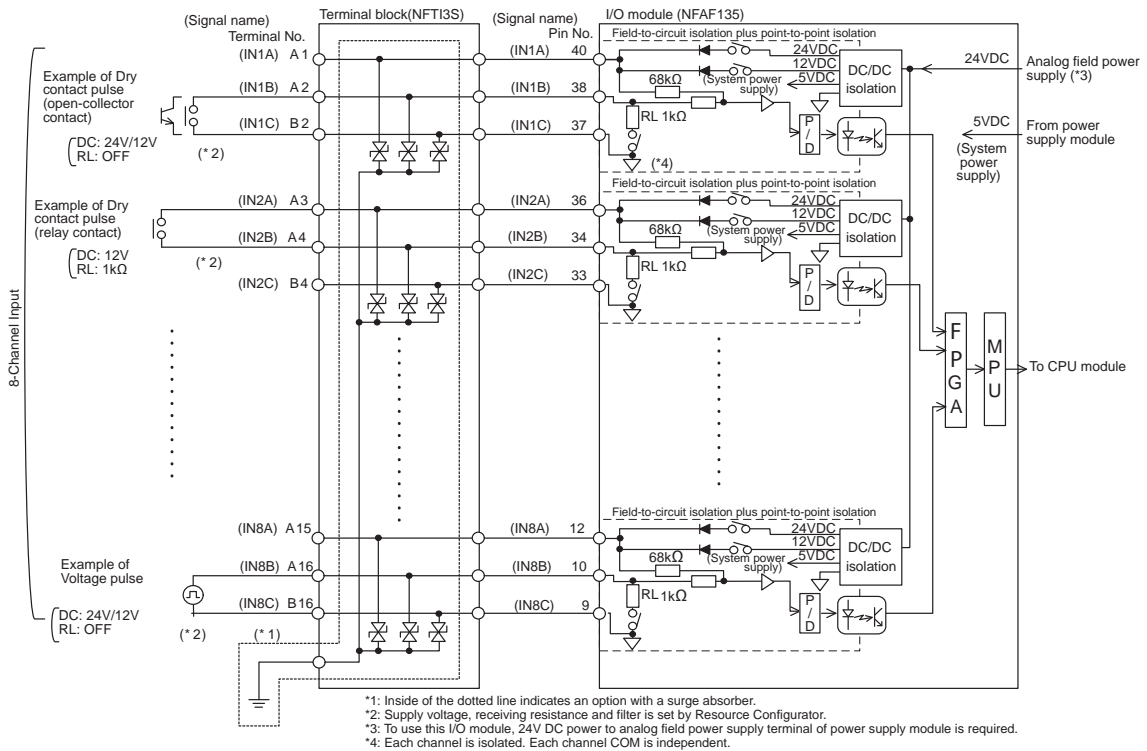 Terminal block(NFTI3S)
I/O module (NFAF135)
(Signal name)
Terminal No.
(Signal name)
Pin No.
Field-to-circuit isolation plus point-to-point isolation
8-Channel Input
Example of Dry
contact pulse
(open-collector
contact)
DC: 24V/12V
RL: OFF
(*2)
(IN1A) A1
(IN1B) A2
(IN1C) B2
(IN1A) 40
(IN1B) 38
(IN1C) 37
24VDC
12VDC
5VDC
(System power
supply)
68kΩ
RL 1kΩ
(*4)
DC/DC
isolation
P/D
24VDC
Analog field power
supply (*3)
5VDC
(System
power
supply)
From power
supply module
Field-to-circuit isolation plus point-to-point isolation
Example of Dry
contact pulse
(relay contact)
DC: 12V
RL: 1kΩ
(*2)
(IN2A) A3
(IN2B) A4
(IN2C) B4
(IN2A) 36
(IN2B) 34
(IN2C) 33
24VDC
12VDC
5VDC
(System power
supply)
68kΩ
RL 1kΩ
DC/DC
isolation
P/D
FPGA
MPU
To CPU module
Field-to-circuit isolation plus point-to-point isolation
Example of
Voltage pulse
DC: 24V/12V
RL: OFF
(*2)
(*1)
(IN8A) A15
(IN8B) A16
(IN8C) B16
(IN8A) 12
(IN8B) 10
(IN8C) 9
24VDC
12VDC
5VDC
(System power
supply)
68kΩ
RL 1kΩ
DC/DC
isolation
P/D
*1: Inside of the dotted line indicates an option with a surge absorber.
*2: Supply voltage, receiving resistance and filter is set by Resource Configurator.
*3: To use this I/O module, 24V DC power to analog field power supply terminal of power supply module is required.
*4: Each channel is isolated. Each channel COM is independent.